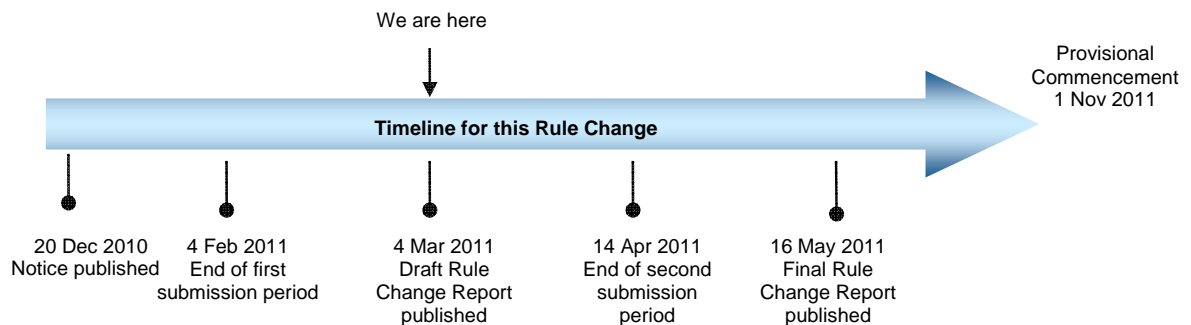 We are here
Provisional
Commencement
1 Nov 2011
Timeline for this Rule Change
20 Dec 2010
Notice published
4 Feb 2011
End of first
submission period
4 Mar 2011
Draft Rule
Change Report
published
14 Apr 2011
End of second
submission
period
16 May 2011
Final Rule
Change Report
published